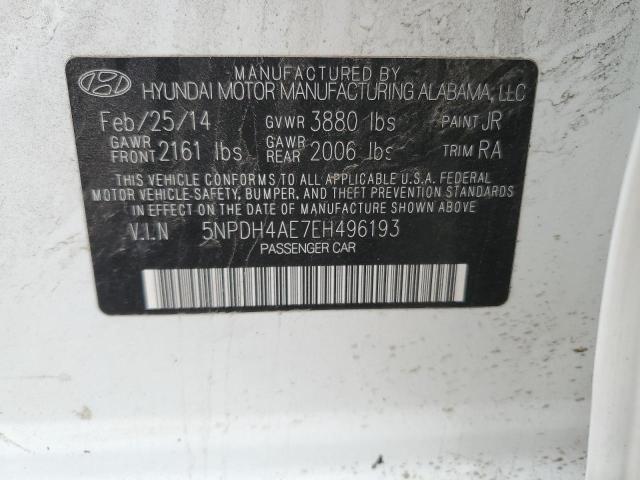 MANUFACTURED BY
HYUNDAI MOTOR MANUFACTURING ALABAMA, LLC
Feb/25/14 GVWR 3880 lbs PAINT JR
GAWR FRONT 2161 lbs GAWR REAR 2006 lbs TRIM RA
THIS VEHICLE CONFORMS TO ALL APPLICABLE U.S.A. FEDERAL
MOTOR VEHICLE-SAFETY, BUMPER, AND THEFT PREVENTION STANDARDS
IN EFFECT ON THE DATE OF MANUFACTURE SHOWN ABOVE
V.I.N 5NPDH4AE7EH496193
PASSENGER CAR